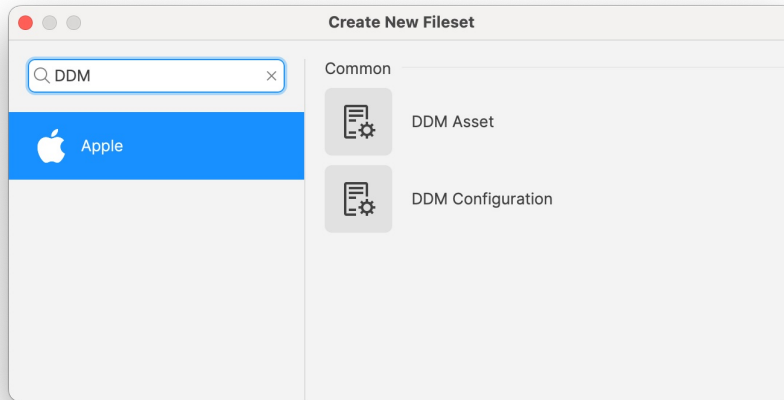 Create New Fileset
DDM
Apple
Common
DDM Asset
DDM Configuration